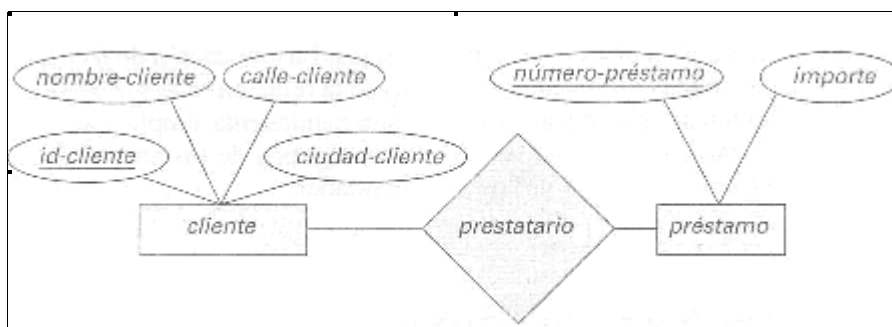 nombre-cliente
calle-cliente
número-préstamo
importe
id-cliente
ciudad-cliente
cliente
prestatario
préstamo